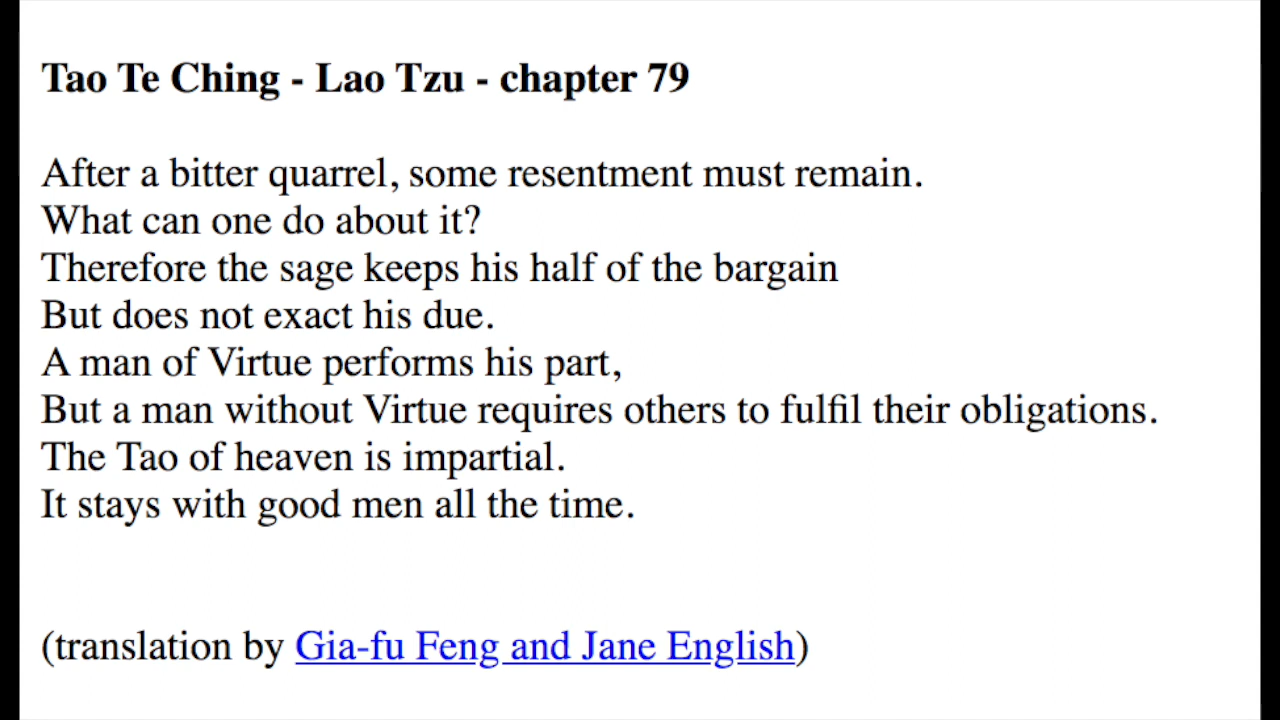 Tao Te Ching - Lao Tzu - chapter 79
After a bitter quarrel, some resentment must remain.
What can one do about it?
Therefore the sage keeps his half of the bargain
But does not exact his due.
A man of Virtue performs his part,
But a man without Virtue requires others to fulfil their obligations.
The Tao of heaven is impartial.
It stays with good men all the time.
(translation by Gia-fu Feng and Jane English)